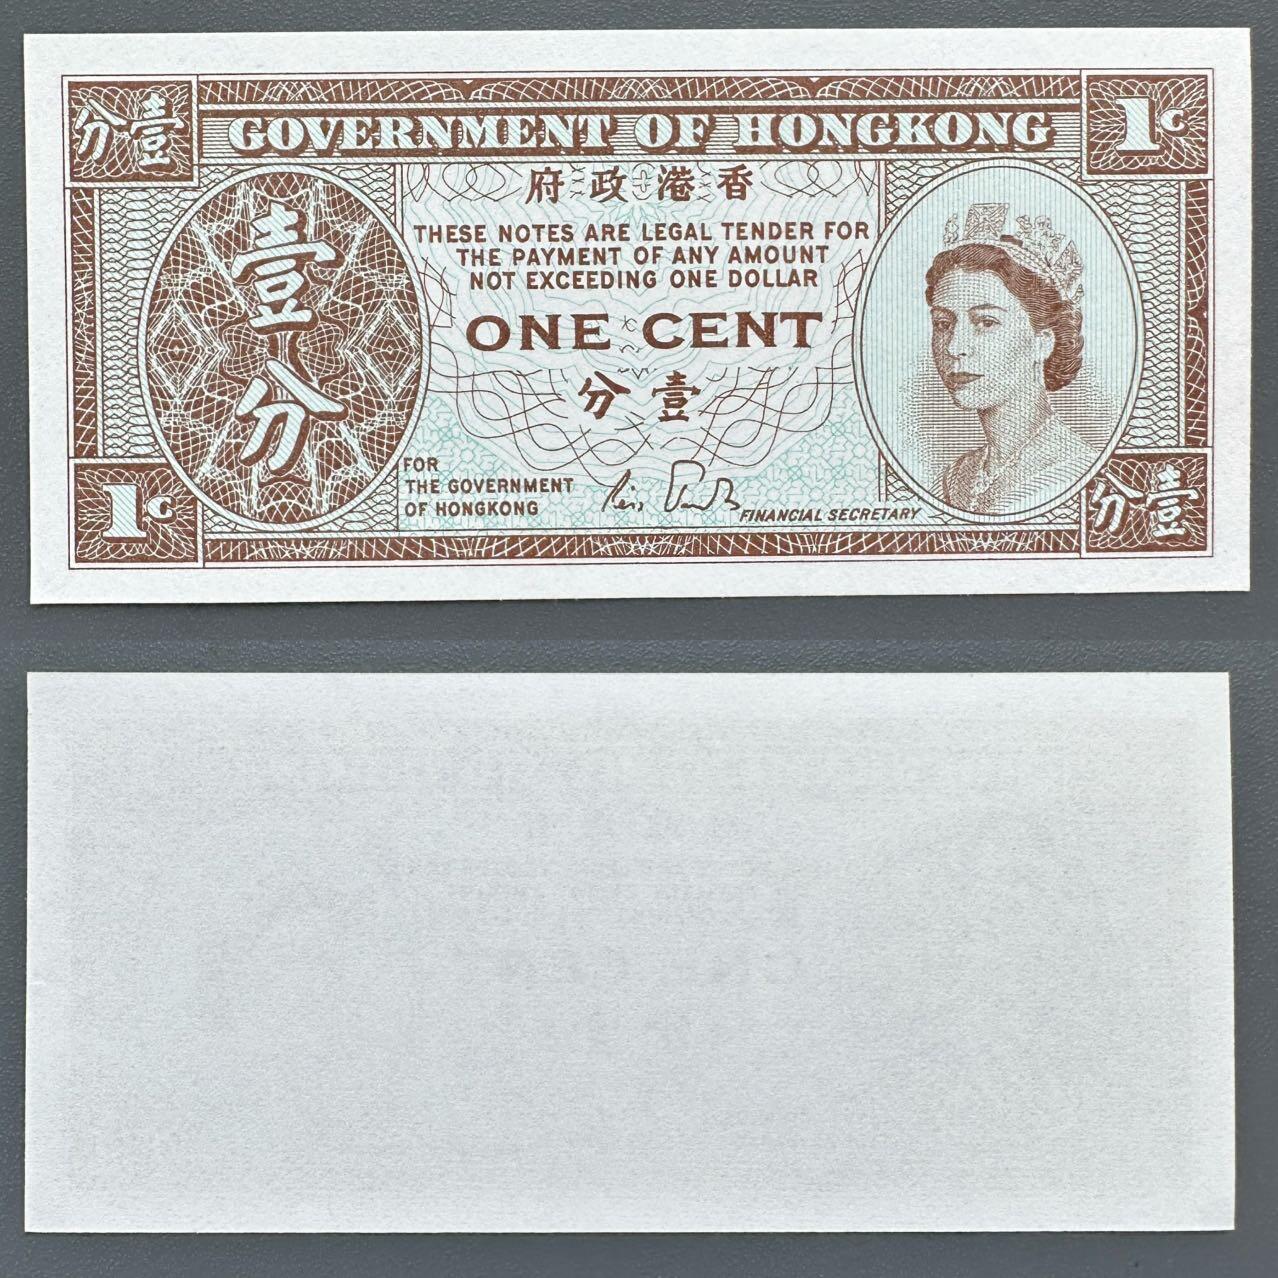 壹分
GOVERNMENT OF HONGKONG
1C
香港政府
THESE NOTES ARE LEGAL TENDER FOR
THE PAYMENT OF ANY AMOUNT
NOT EXCEEDING ONE DOLLAR
壹分
ONE CENT
壹分
FOR
THE GOVERNMENT
OF HONGKONG
FINANCIAL SECRETARY
1C
壹分